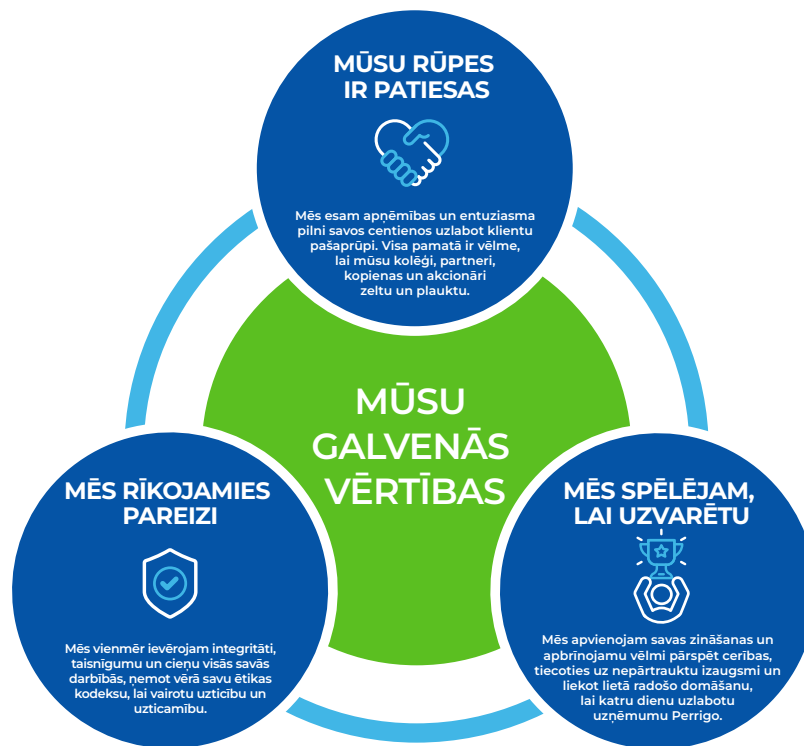 MŪSU RŪPES
IR PATIESAS
Mēs esam apņēmības un entuziasma
pilni savos centienos uzlabot klientu
pašaprūpi. Visa pamatā ir vēlme,
lai mūsu kolēģi, partneri,
kopienas un akcionāri
zeltu un plauktu.
MŪSU
GALVENĀS
VĒRTĪBAS
MĒS RĪKOJAMIES
PAREIZI
Mēs vienmēr ievērojam integritāti,
taisnīgumu un cieņu visās savās
darbībās, ņemot vērā savu ētikas
kodeksu, lai vairotu uzticību un
uzticamību.
MĒS SPĒLĒJAM,
LAI UZVARĒTU
Mēs apvienojam savas zināšanas un
apbrīnojamu vēlmi pārspēt cerības,
tiecoties uz nepārtrauktu izaugsmi un
liekot lietā radošo domāšanu,
lai katru dienu uzlabotu
uzņēmumu Perrigo.